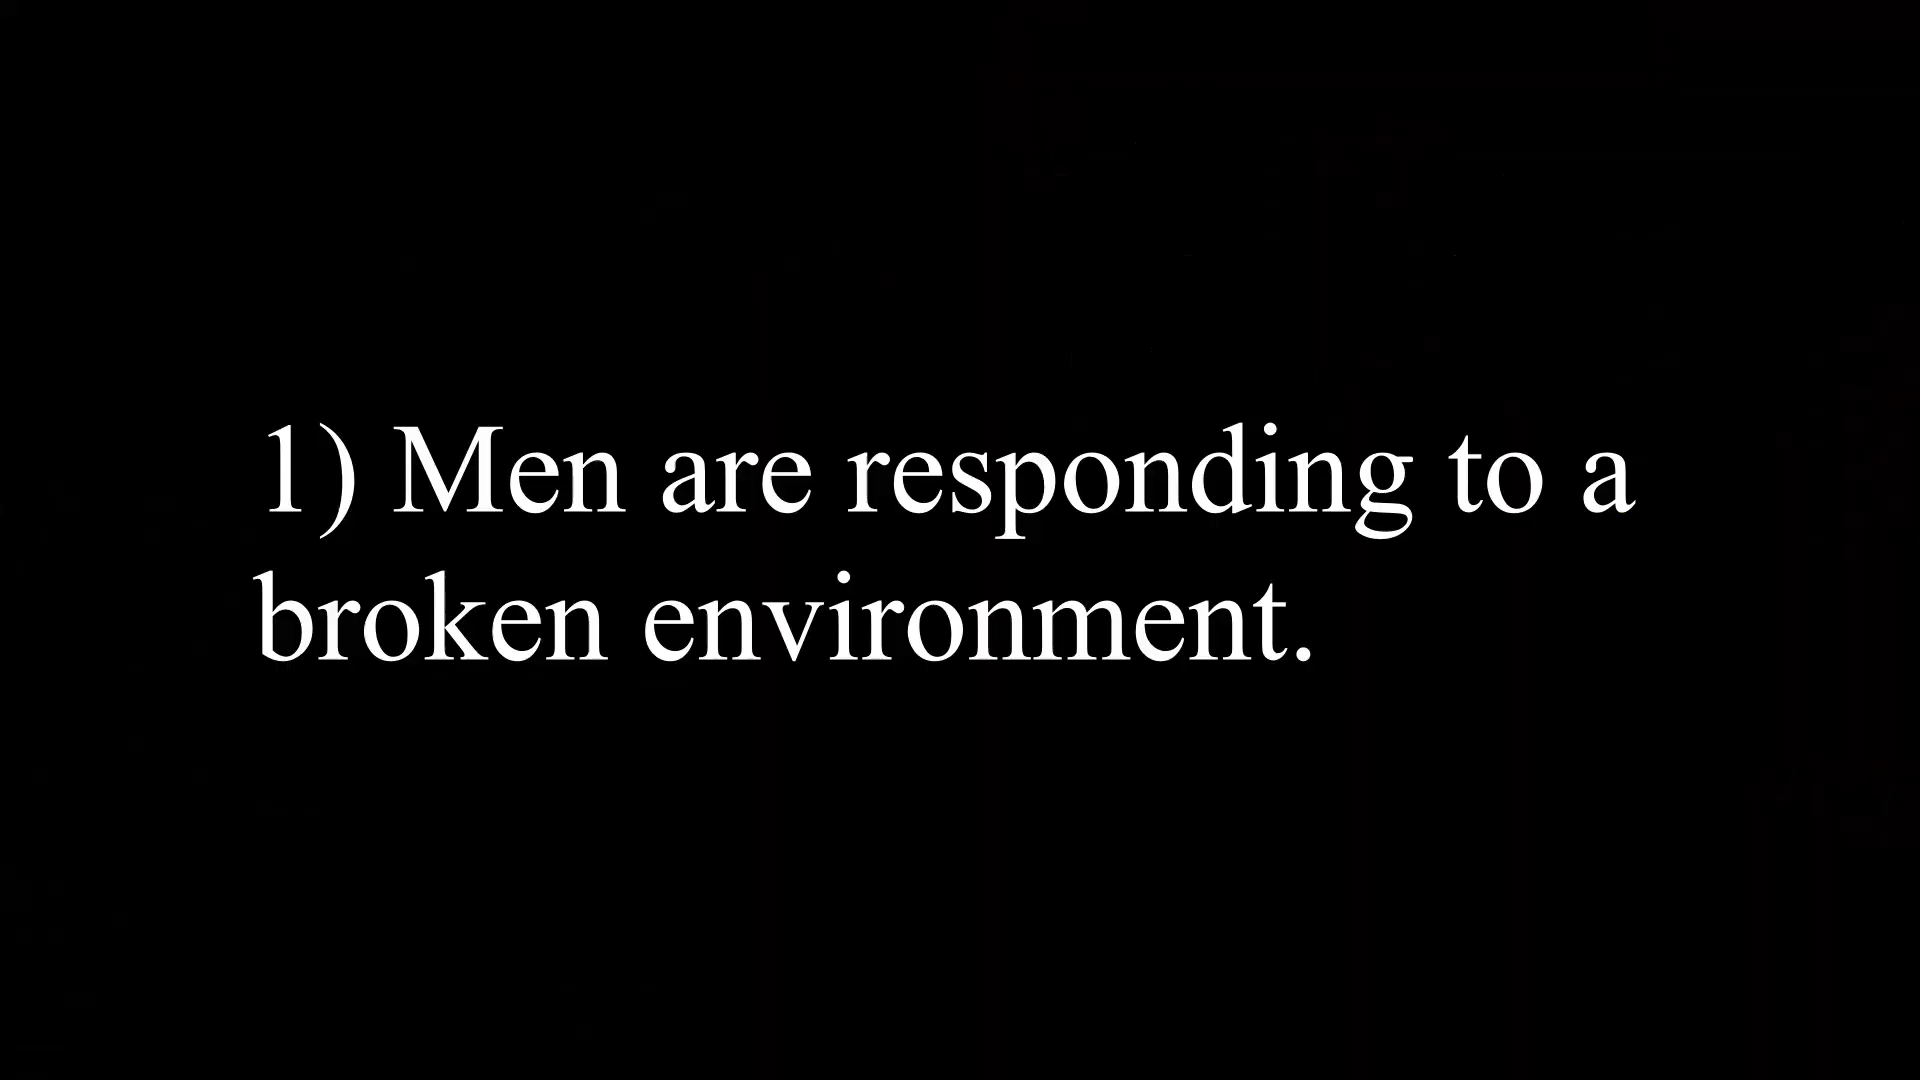 1) Men are responding to a
broken environment.